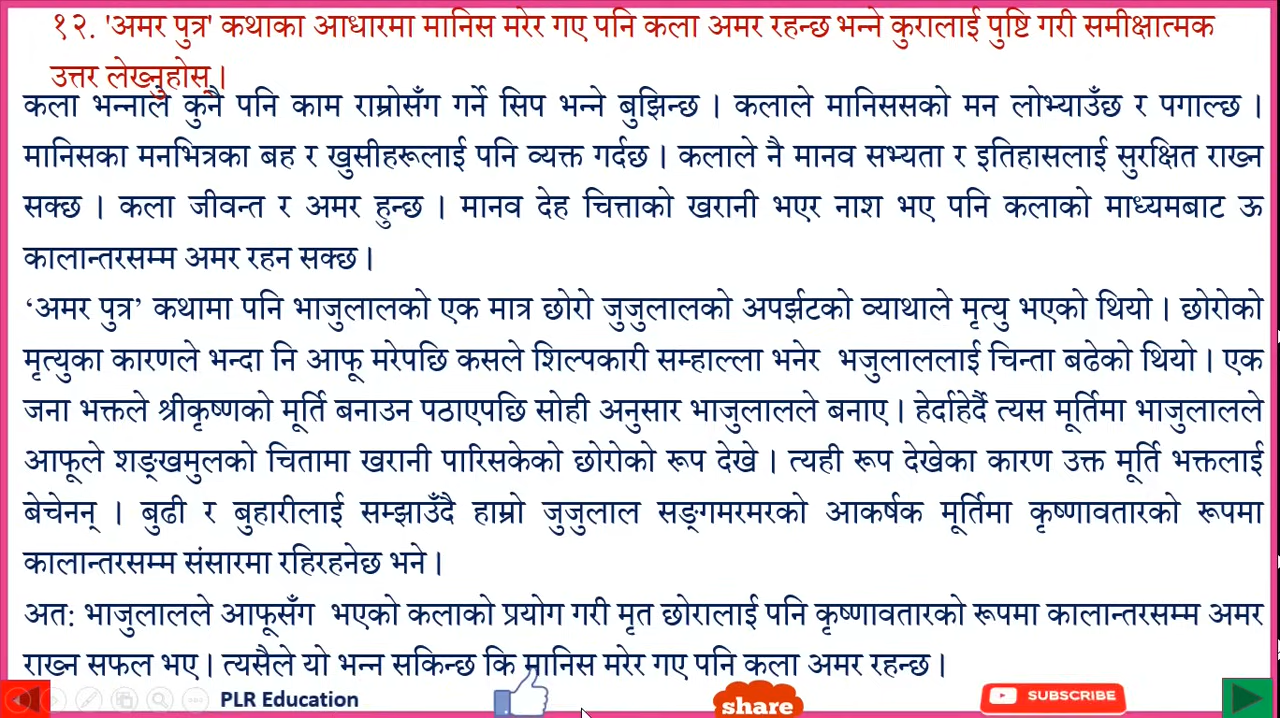 १२. 'अमर पुत्र' कथाका आधारमा मानिस मरेर गए पनि कला अमर रहन्छ भन्ने कुरालाई पुष्टि गरी समीक्षात्मक
उत्तर लेख्नुहोस् ।
कला भन्नाले कुनै पनि काम राम्रोसँग गर्ने सिप भन्ने बुझिन्छ । कलाले मानिससको मन लोभ्याउँछ र पगाल्छ ।
मानिसका मनभित्रका बह र खुसीहरूलाई पनि व्यक्त गर्दछ । कलाले नै मानव सभ्यता र इतिहासलाई सुरक्षित राख्न
सक्छ । कला जीवन्त र अमर हुन्छ । मानव देह चित्ताको खरानी भएर नाश भए पनि कलाको माध्यमबाट ऊ
कालान्तरसम्म अमर रहन सक्छ ।
‘अमर पुत्र’ कथामा पनि भाजुलालको एक मात्र छोरो जुजुलालको अपर्झटको व्याथाले मृत्यु भएको थियो । छोरोको
मृत्युका कारणले भन्दा नि आफू मरेपछि कसले शिल्पकारी सम्हाल्ला भनेर भजुलाललाई चिन्ता बढेको थियो । एक
जना भक्तले श्रीकृष्णको मूर्ति बनाउन पठाएपछि सोही अनुसार भाजुलालले बनाए । हेर्दाहेर्दै त्यस मूर्तिमा भाजुलालले
आफूले शङ्खमुलको चितामा खरानी पारिसकेको छोरोको रूप देखे । त्यही रूप देखेका कारण उक्त मूर्ति भक्तलाई
बेचेनन् । बुढी र बुहारीलाई सम्झाउँदै हाम्रो जुजुलाल सङ्गमरमरको आकर्षक मूर्तिमा कृष्णावतारको रूपमा
कालान्तरसम्म संसारमा रहिरहनेछ भने ।
अत: भाजुलालले आफूसँग भएको कलाको प्रयोग गरी मृत छोरालाई पनि कृष्णावतारको रूपमा कालान्तरसम्म अमर
राख्न सफल भए । त्यसैले यो भन्न सकिन्छ कि मानिस मरेर गए पनि कला अमर रहन्छ ।
PLR Education share SUBSCRIBE